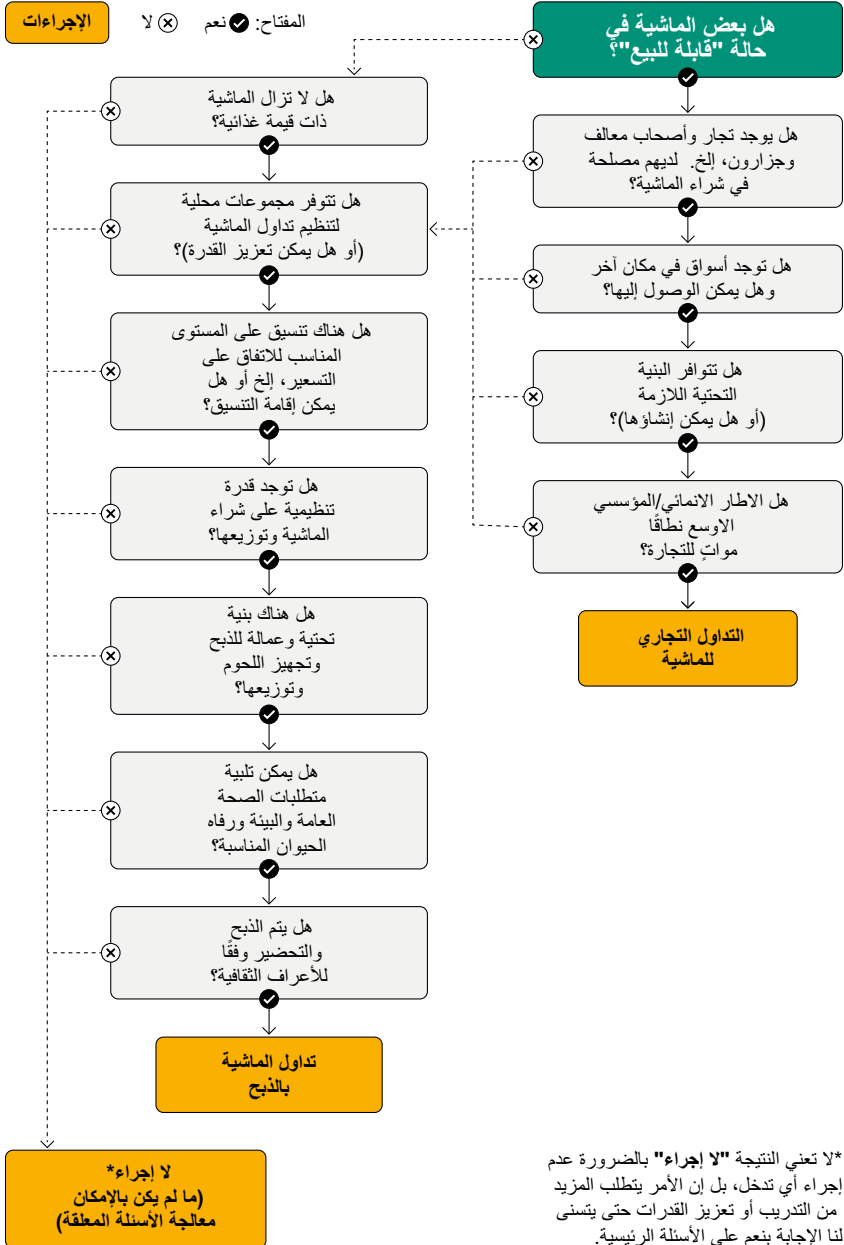 هل بعض الماشية في
حالة "قابلة للبيع"؟
المفتاح: نعم لا
الإجراءات
هل يوجد تجار وأصحاب معالف
وجزارون، إلخ. لديهم مصلحة
في شراء الماشية؟
هل توجد أسواق في مكان آخر
وهل يمكن الوصول إليها؟
هل تتوافر البنية
التحتية اللازمة
(أو هل يمكن إنشاؤها)؟
هل الاطار الانمائي/المؤسسي
الاوسع نطاقًا
مواتٍ للتجارة؟
التداول التجاري
للماشية
هل لا تزال الماشية
ذات قيمة غذائية؟
هل تتوفر مجموعات محلية
لتنظيم تداول الماشية
(أو هل يمكن تعزيز القدرة)؟
هل هناك تنسيق على المستوى
المناسب للاتفاق على
التسعير، إلخ أو هل
يمكن إقامة التنسيق؟
هل توجد قدرة
تنظيمية على شراء
الماشية وتوزيعها؟
هل هناك بنية
تحتية وعمالة للذبح
وتجهيز اللحوم
وتوزيعها؟
هل يمكن تلبية
متطلبات الصحة
العامة والبيئة ورفاه
الحيوان المناسبة؟
هل يتم الذبح
والتحضير وفقًا
للأعراف الثقافية؟
تداول الماشية
بالذبح
لا إجراء*
(ما لم يكن بالإمكان
معالجة الأسئلة المعلقة)
*لا تعني النتيجة "لا إجراء" بالضرورة عدم
إجراء أي تدخل، بل إن الأمر يتطلب المزيد
من التدريب أو تعزيز القدرات حتى يتسنى
لنا الإجابة بنعم على الأسئلة الرئيسية.